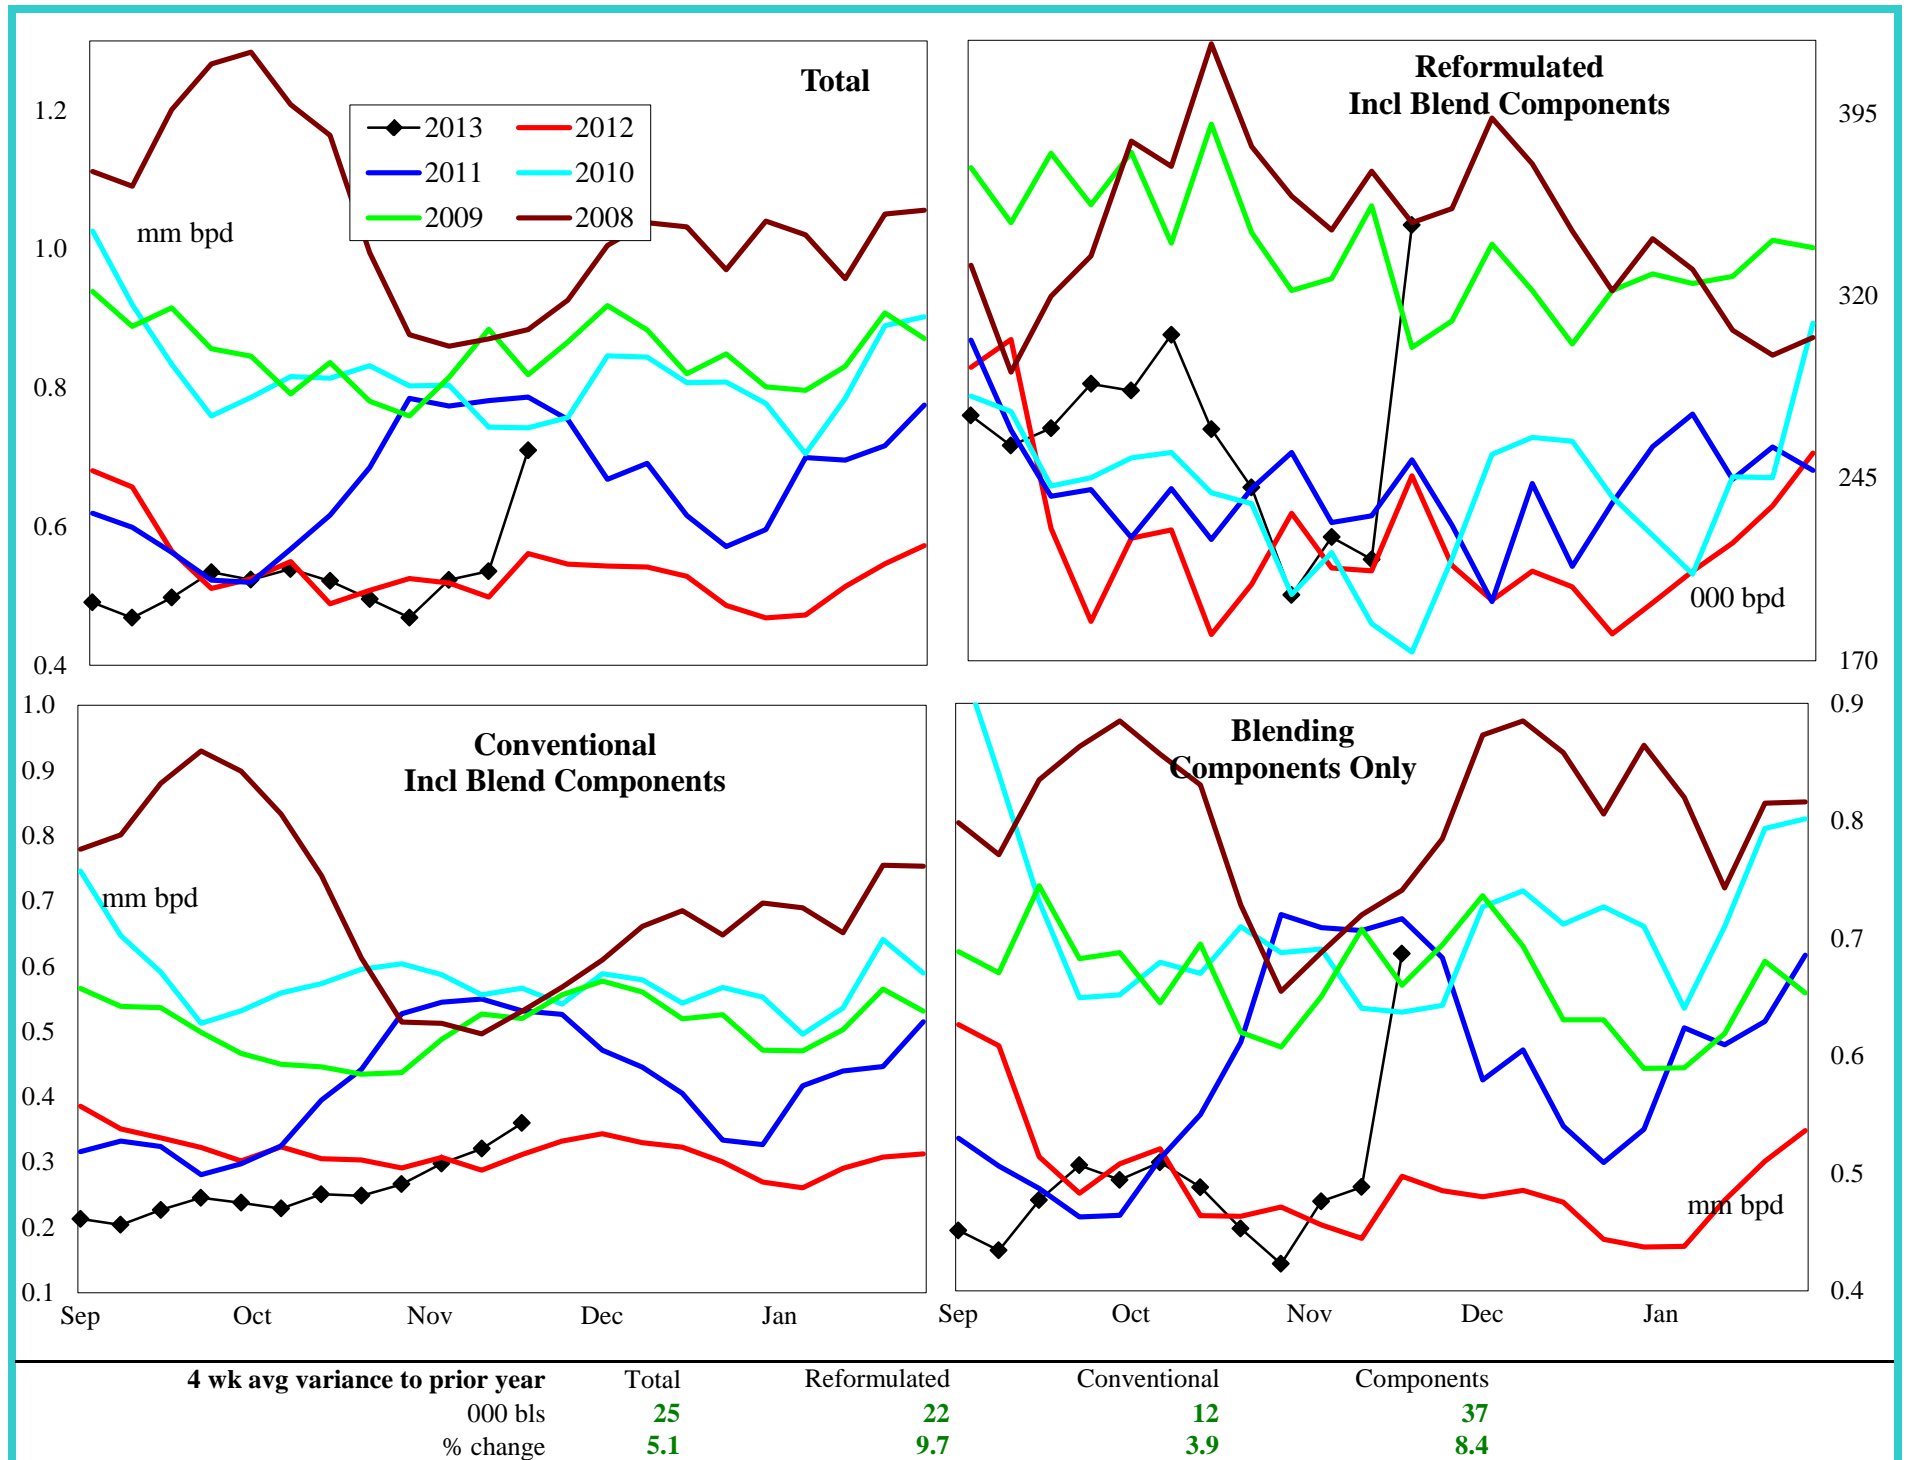 Total
1.2
1.0
0.8
0.6
0.4
mm bpd
2013 2012
2011 2010
2009 2008
Reformulated
Incl Blend Components
395
320
245
170
000 bpd
1.0
0.9
0.8
0.7
0.6
0.5
0.4
0.3
0.2
0.1
Conventional
Incl Blend Components
mm bpd
Sep Oct Nov Dec Jan
Blending
Components Only
0.9
0.8
0.7
0.6
0.5
0.4
mm bpd
Sep Oct Nov Dec Jan
4 wk avg variance to prior year Total Reformulated Conventional Components
000 bls 25 22 12 37
% change 5.1 9.7 3.9 8.4